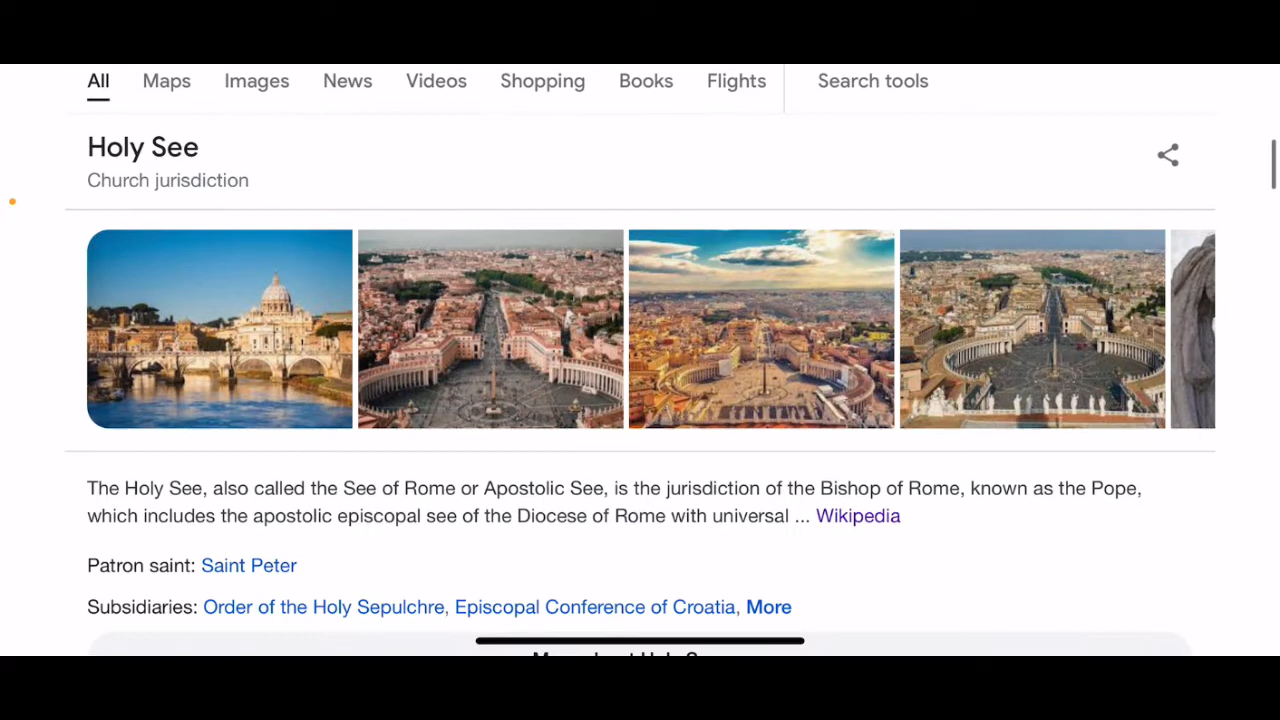 All Maps Images News Videos Shopping Books Flights Search tools
Holy See
Church jurisdiction
The Holy See, also called the See of Rome or Apostolic See, is the jurisdiction of the Bishop of Rome, known as the Pope,
which includes the apostolic episcopal see of the Diocese of Rome with universal ... Wikipedia
Patron saint: Saint Peter
Subsidiaries: Order of the Holy Sepulchre, Episcopal Conference of Croatia, More